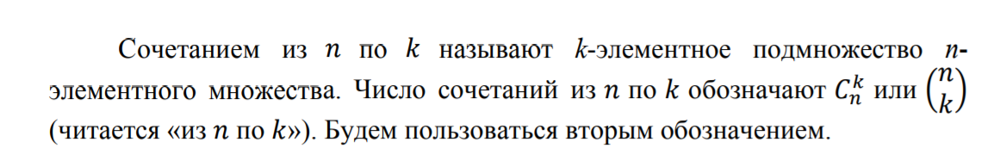 Сочетанием из n по k называют k-элементное подмножество n-
элементного множества. Число сочетаний из n по k обозначают $C_n^k$ или $\binom{n}{k}$
(читается «из n по k»). Будем пользоваться вторым обозначением.